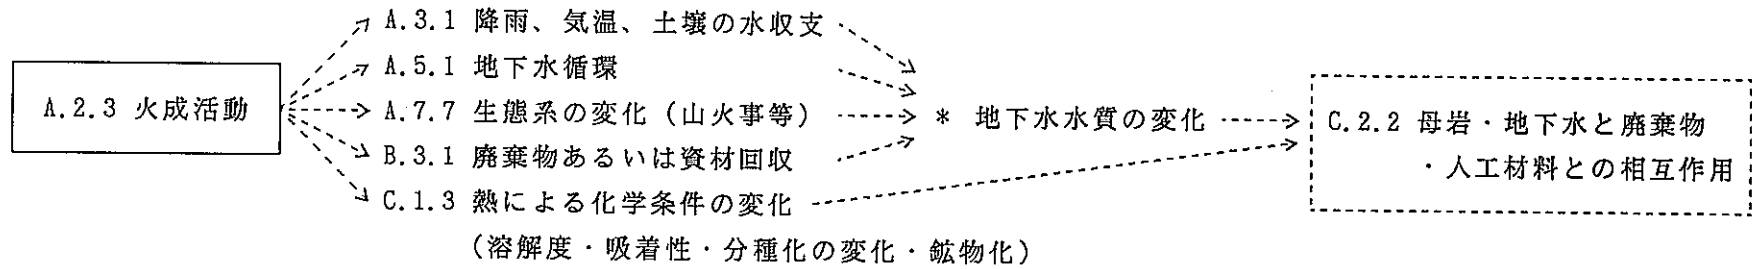 A.3.1 降雨、気温、土壌の水収支
A.5.1 地下水循環
A.2.3 火成活動
A.7.7 生態系の変化（山火事等）
* 地下水水質の変化
C.2.2 母岩・地下水と廃棄物
・人工材料との相互作用
B.3.1 廃棄物あるいは資材回収
C.1.3 熱による化学条件の変化
（溶解度・吸着性・分種化の変化・鉱物化）